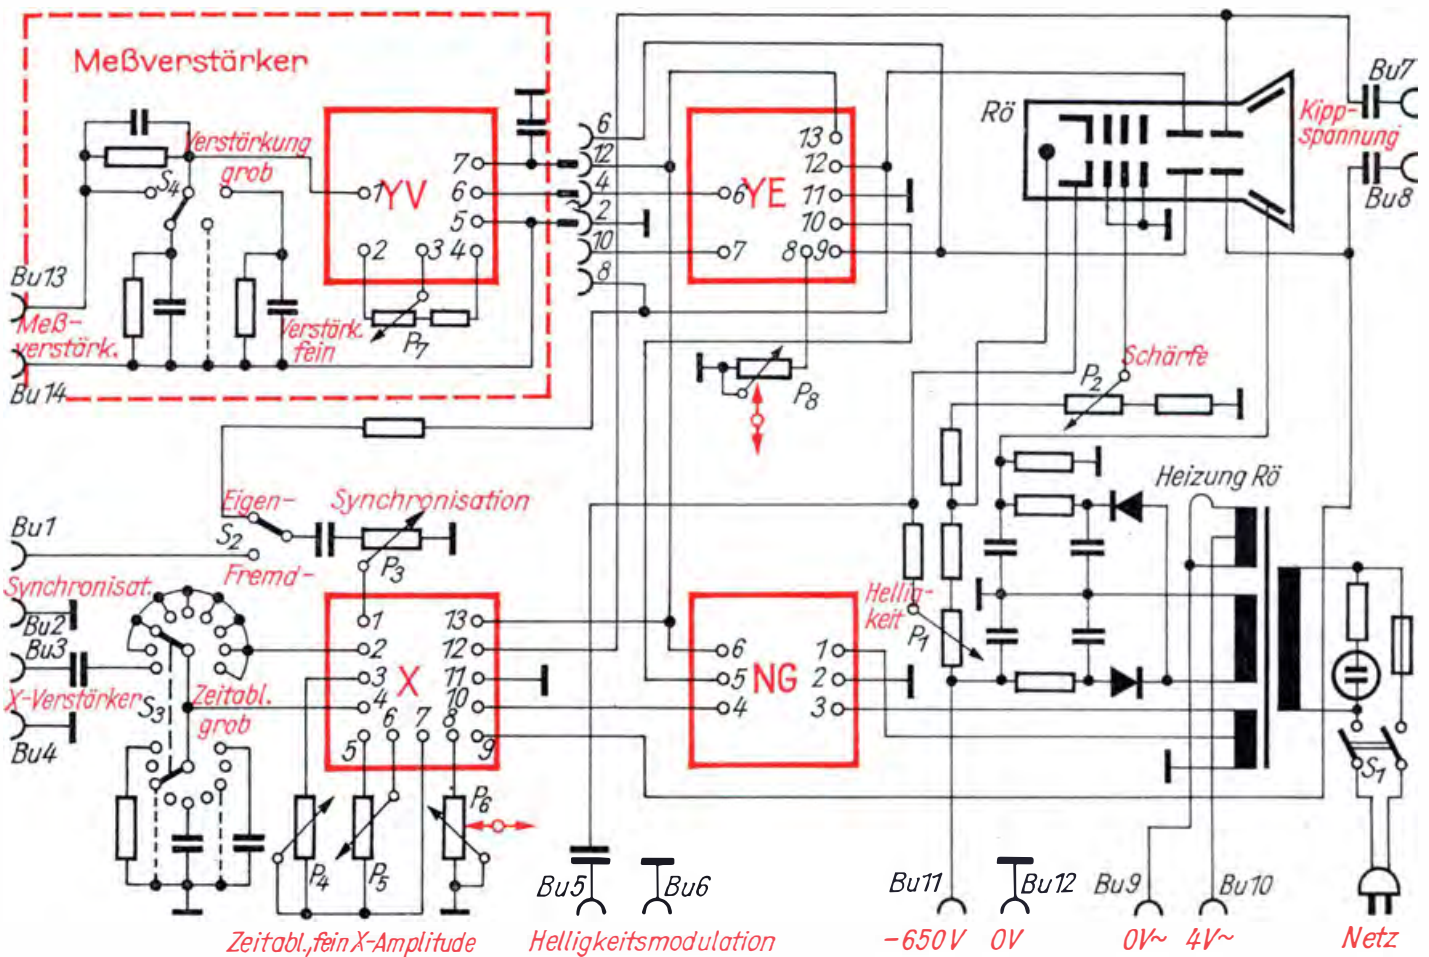 Meßverstärker
Verstärkung
grob
S4
YV
1
2
3
4
5
6
7
P7
Verstärk.
fein
Bu13
Meß-
verstärk.
Bu14
6
12
4
2
10
8
YE
13
12
11
10
9
8
6
7
P8
Rö
Kipp-
spannung
Bu7
Bu8
Schärfe
P2
Heizung Rö
Eigen-
Synchronisation
S2
Fremd-
P3
Bu1
Synchronisat.
Bu2
Bu3
X-Verstärker
Bu4
S3
Zeitabl.
grob
X
1
2
3
4
5
6
7
8
9
10
11
12
13
P4
P5
P6
NG
6
5
4
1
2
3
Hellig-
keit
P1
S1
Bu5
Bu6
Bu11
Bu12
Bu9
Bu10
Zeitabl.,fein X-Amplitude
Helligkeitsmodulation
-650V
0V
0V~
4V~
Netz